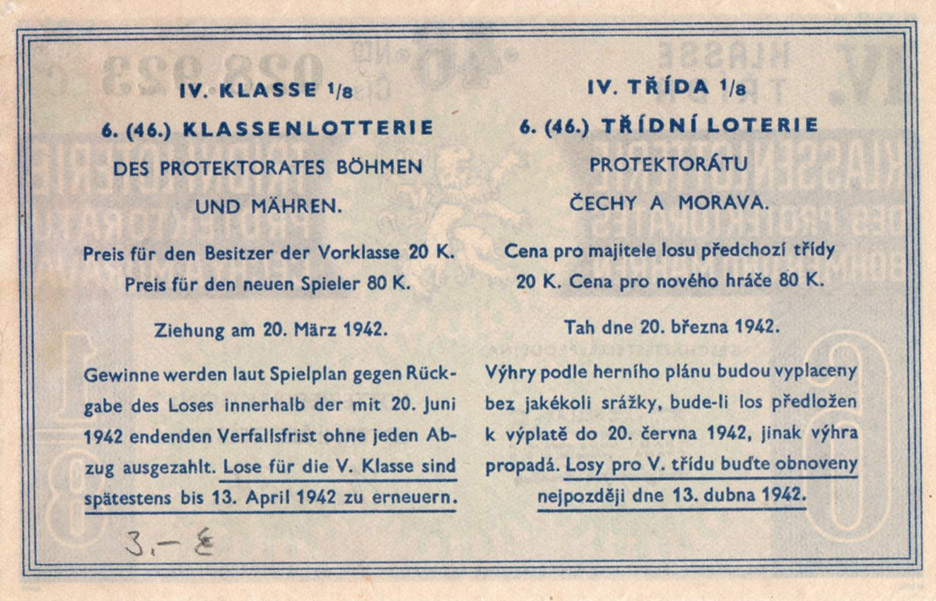 IV. KLASSE 1/8
6. (46.) KLASSENLOTTERIE
DES PROTEKTORATES BÖHMEN
UND MÄHREN.
Preis für den Besitzer der Vorklasse 20 K.
Preis für den neuen Spieler 80 K.
Ziehung am 20. März 1942.
Gewinne werden laut Spielplan gegen Rück-
gabe des Loses innerhalb der mit 20. Juni
1942 endenden Verfallsfrist ohne jeden Ab-
zug ausgezahlt. Lose für die V. Klasse sind
spätestens bis 13. April 1942 zu erneuern.
3.-
IV. TŘÍDA 1/8
6. (46.) TŘÍDNÍ LOTERIE
PROTEKTORÁTU
ČECHY A MORAVA.
Cena pro majitele losu předchozí třídy
20 K. Cena pro nového hráče 80 K.
Tah dne 20. března 1942.
Výhry podle herního plánu budou vyplaceny
bez jakékoli srážky, bude-li los předložen
k výplatě do 20. června 1942, jinak výhra
propadá. Losy pro V. třídu buďte obnoveny
nejpozději dne 13. dubna 1942.